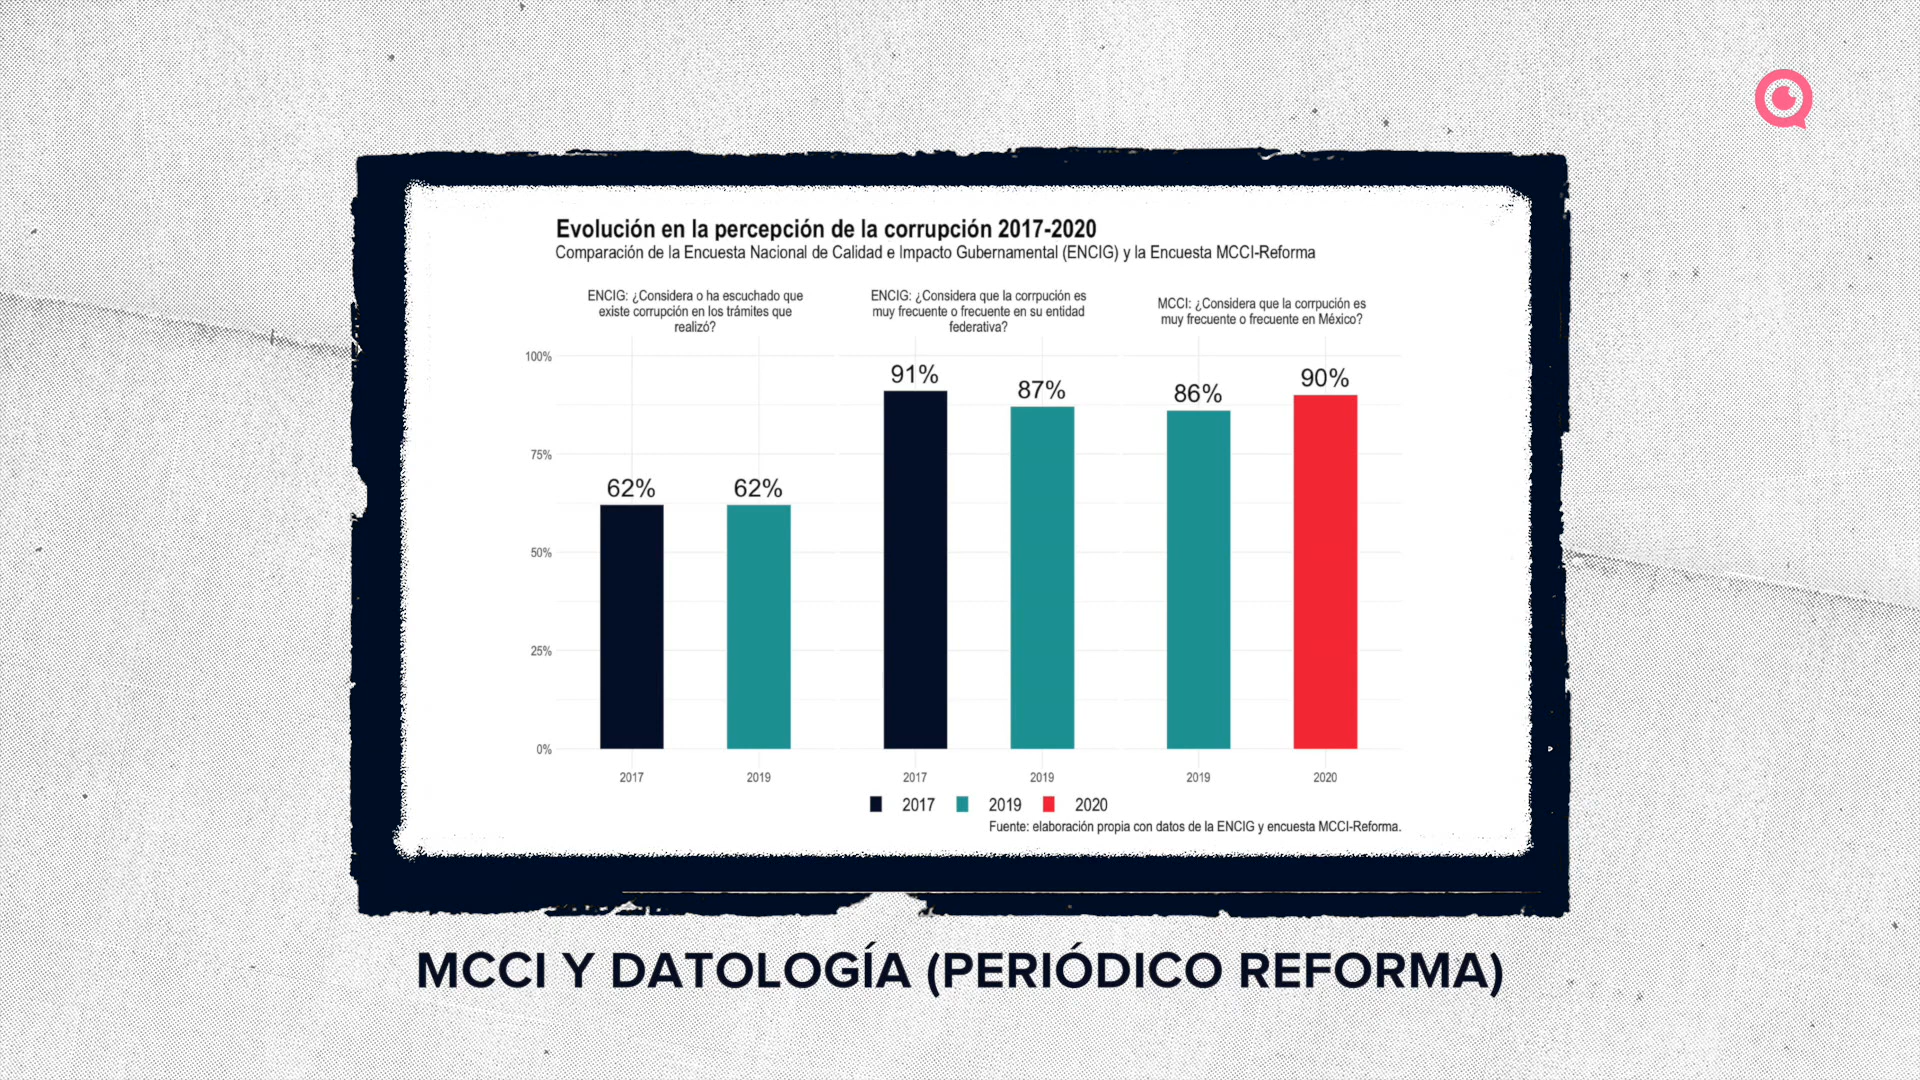 Evolución en la percepción de la corrupción 2017-2020
Comparación de la Encuesta Nacional de Calidad e Impacto Gubernamental (ENCIG) y la Encuesta MCCI-Reforma
ENCIG: ¿Considera o ha escuchado que
existe corrupción en los trámites que
realizó?
ENCIG: ¿Considera que la corrpución es
muy frecuente o frecuente en su entidad
federativa?
MCCI: ¿Considera que la corrpución es
muy frecuente o frecuente en México?
100%
75%
50%
25%
0%
62%
62%
91%
87%
86%
90%
2017
2019
2017
2019
2019
2020
2017 2019 2020
Fuente: elaboración propia con datos de la ENCIG y encuesta MCCI-Reforma.
MCCI Y DATOLOGÍA (PERIÓDICO REFORMA)